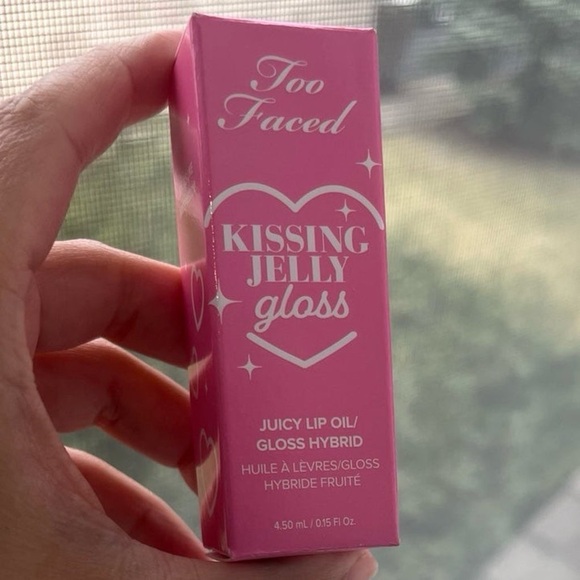 Too
Faced
KISSING
JELLY
gloss
JUICY LIP OIL/
GLOSS HYBRID
HUILE À LÈVRES/GLOSS
HYBRIDE FRUITÉ
4.50 mL / 0.15 Fl Oz.